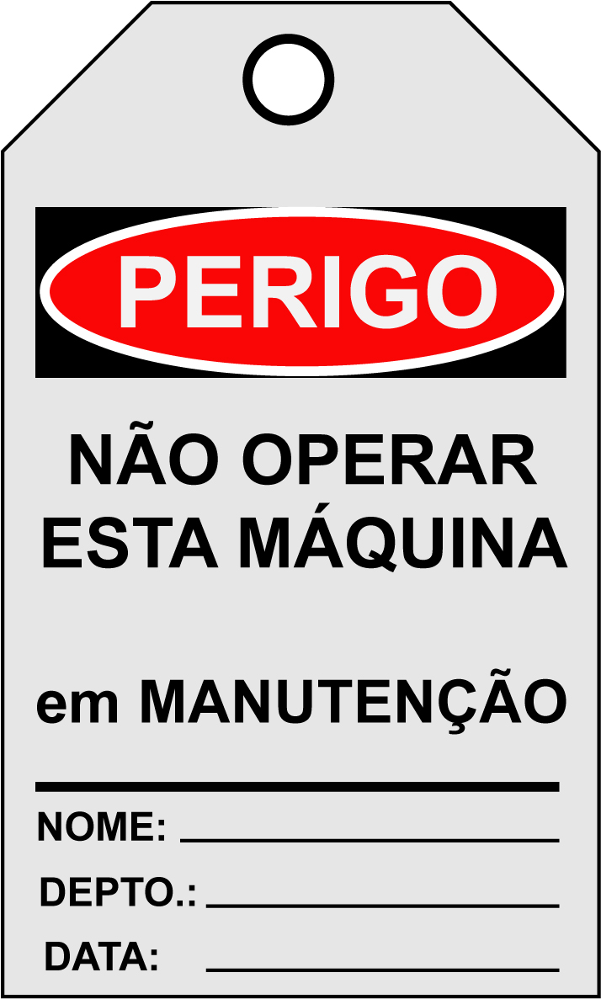 PERIGO
NÃO OPERAR
ESTA MÁQUINA
em MANUTENÇÃO
NOME:
DEPTO.:
DATA: